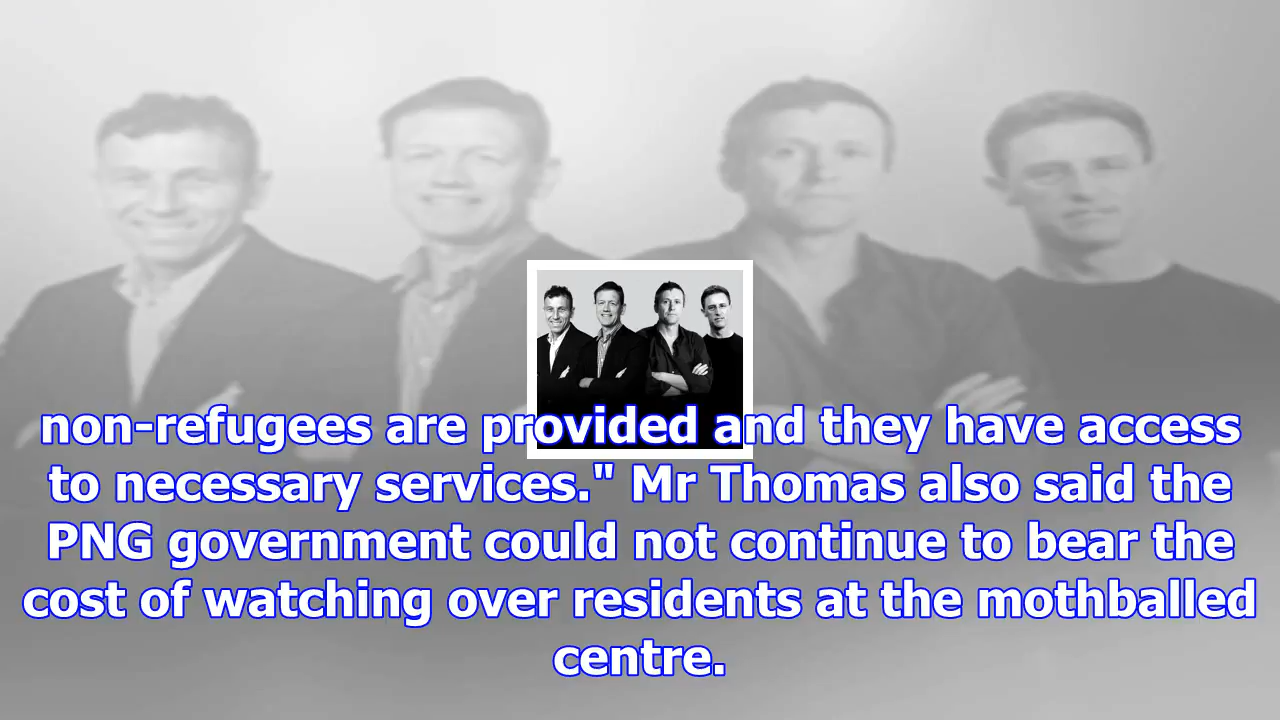 non-refugees are provided and they have access
to necessary services." Mr Thomas also said the
PNG government could not continue to bear the
cost of watching over residents at the mothballed
centre.